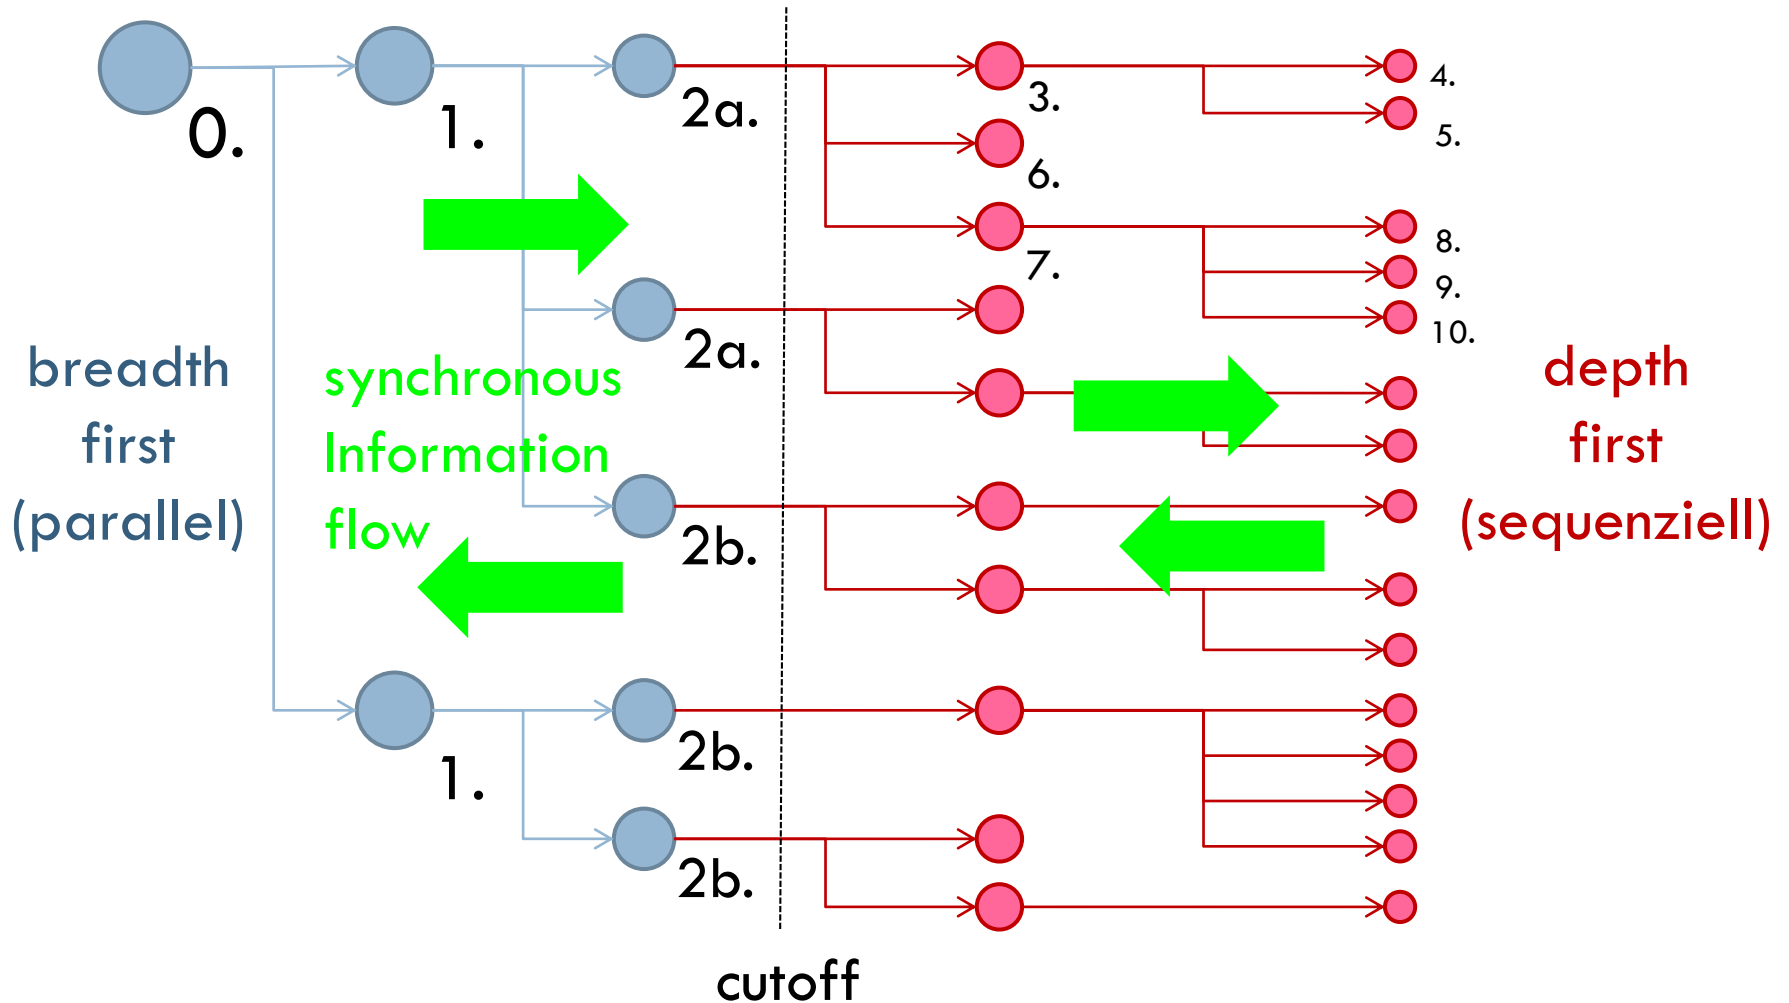 0.
1.
2a.
3.
4.
5.
6.
7.
8.
9.
10.
2a.
breadth
first
(parallel)
synchronous
Information
flow
depth
first
(sequenziell)
2b.
1.
2b.
2b.
cutoff